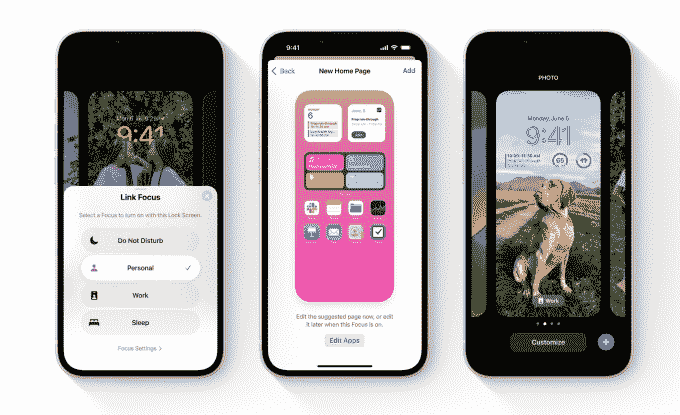 9:41
Link Focus
Select a Focus to turn on with this Lock Screen.
Do Not Disturb
Personal
Work
Sleep
Focus Settings >
9:41
Back
New Home Page
Add
6
Edit the suggested page now, or edit
it later when this Focus is on.
Edit Apps
PHOTO
Monday, June 6
9:41
65
Work
Customize